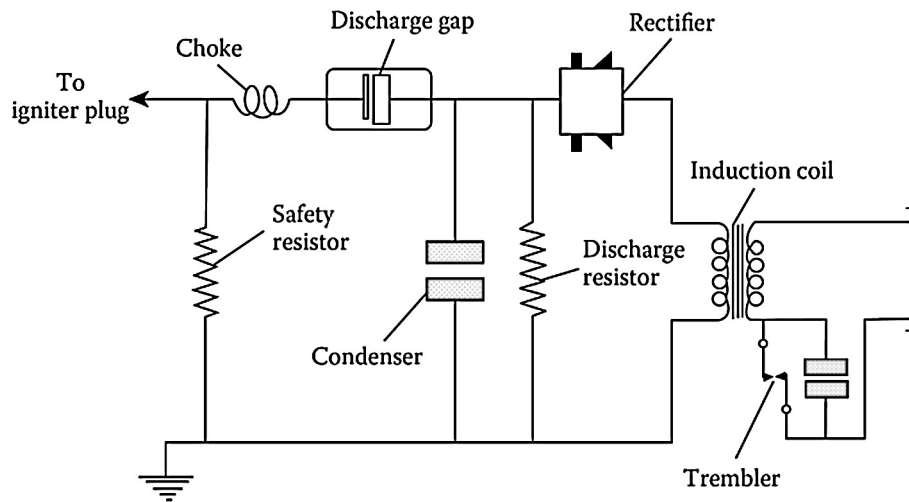 Discharge gap
Rectifier
Choke
To
igniter plug
Induction coil
Safety
resistor
Discharge
resistor
Condenser
Trembler